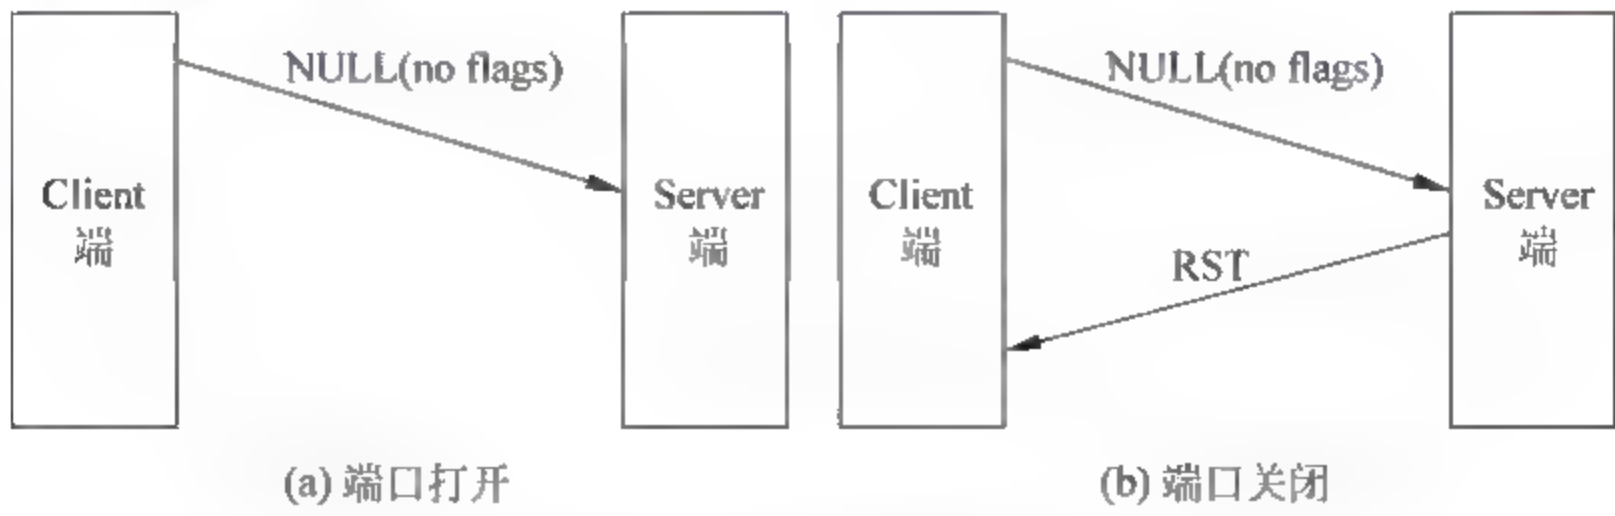 NULL(no flags)
Client
端
Server
端
(a) 端口打开
NULL(no flags)
Client
端
RST
Server
端
(b) 端口关闭